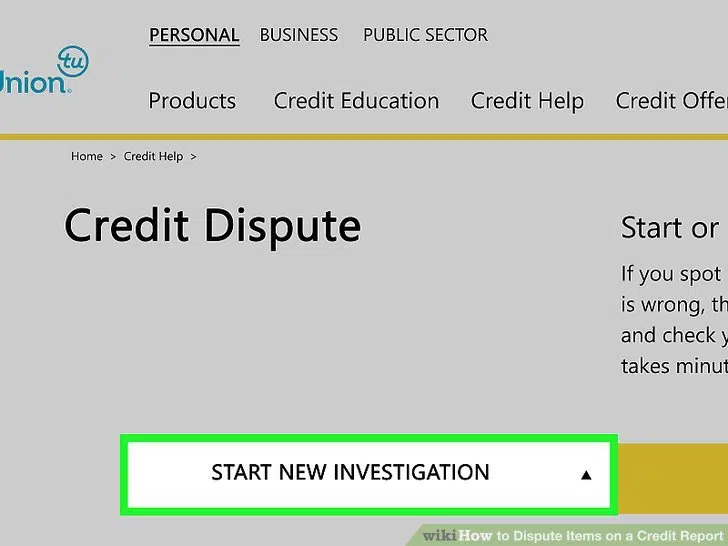 PERSONAL BUSINESS PUBLIC SECTOR
tu
Union
Products Credit Education Credit Help Credit Offer
Home > Credit Help >
Credit Dispute
Start or
If you spot
is wrong, th
and check y
takes minut
START NEW INVESTIGATION
wikiHow to Dispute Items on a Credit Report